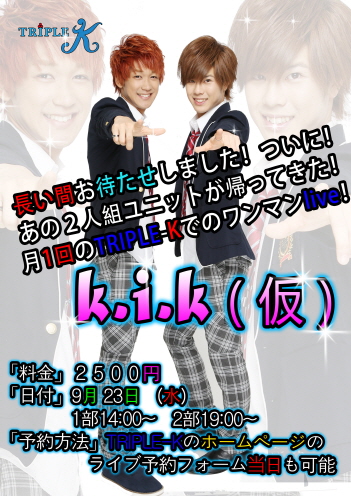 TRIPLE K
長い間お待たせしました!ついに!
あの2人組ユニットが帰ってきた!
月1回のTRIPLE-Kでのワンマンlive!
k.i.k(仮)
「料金」2500円
「日付」9月23日 (水)
1部14:00~ 2部19:00~
「予約方法」TRIPLE-Kのホームページの
ライブ予約フォーム当日も可能